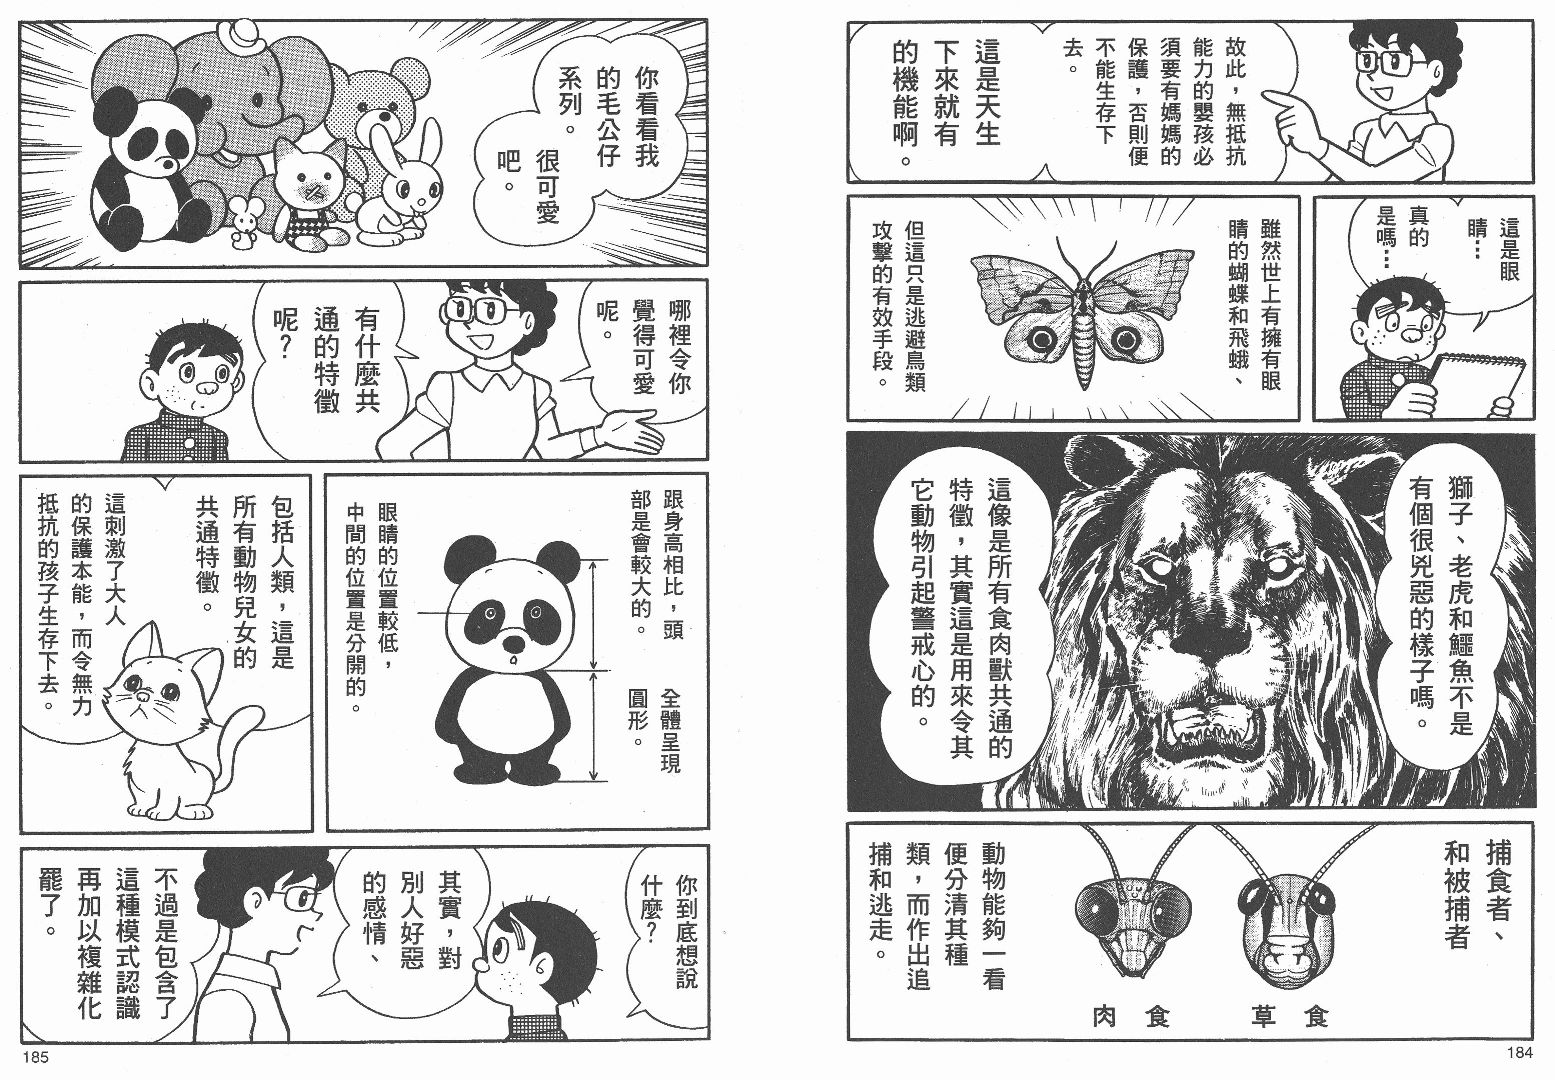 故此，無抵抗
能力的嬰孩必
須要有媽媽的
保護，否則便
不能生存下
去。
這是天生
下來就有
的機能啊。
這是眼
睛…
真的
是嗎…
雖然世上有擁有眼
睛的蝴蝶和飛蛾、
但這只是逃避鳥類
攻擊的有效手段。
獅子、老虎和鱷魚不是
有個很兇惡的樣子嗎。
這像是所有食肉獸共通的
特徵，其實這是用來令其
它動物引起警戒心的。
捕食者、
和被捕者
草食
肉食
動物能夠一看
便分清其種
類，而作出追
捕和逃走。
184
你看看我
的毛公仔
系列。
很可愛
吧。
哪裡令你
覺得可愛
呢。
有什麼共
通的特徵
呢？
跟身高相比，頭
部是會較大的。
全體呈現
圓形。
眼睛的位置較低，
中間的位置是分開的。
包括人類，這是
所有動物兒女的
共通特徵。
這刺激了大人
的保護本能，而令無力
抵抗的孩子生存下去。
你到底想說
什麼？
其實，對
別人好惡
的感情、
不過是包含了
這種模式認識
再加以複雜化
罷了。
185